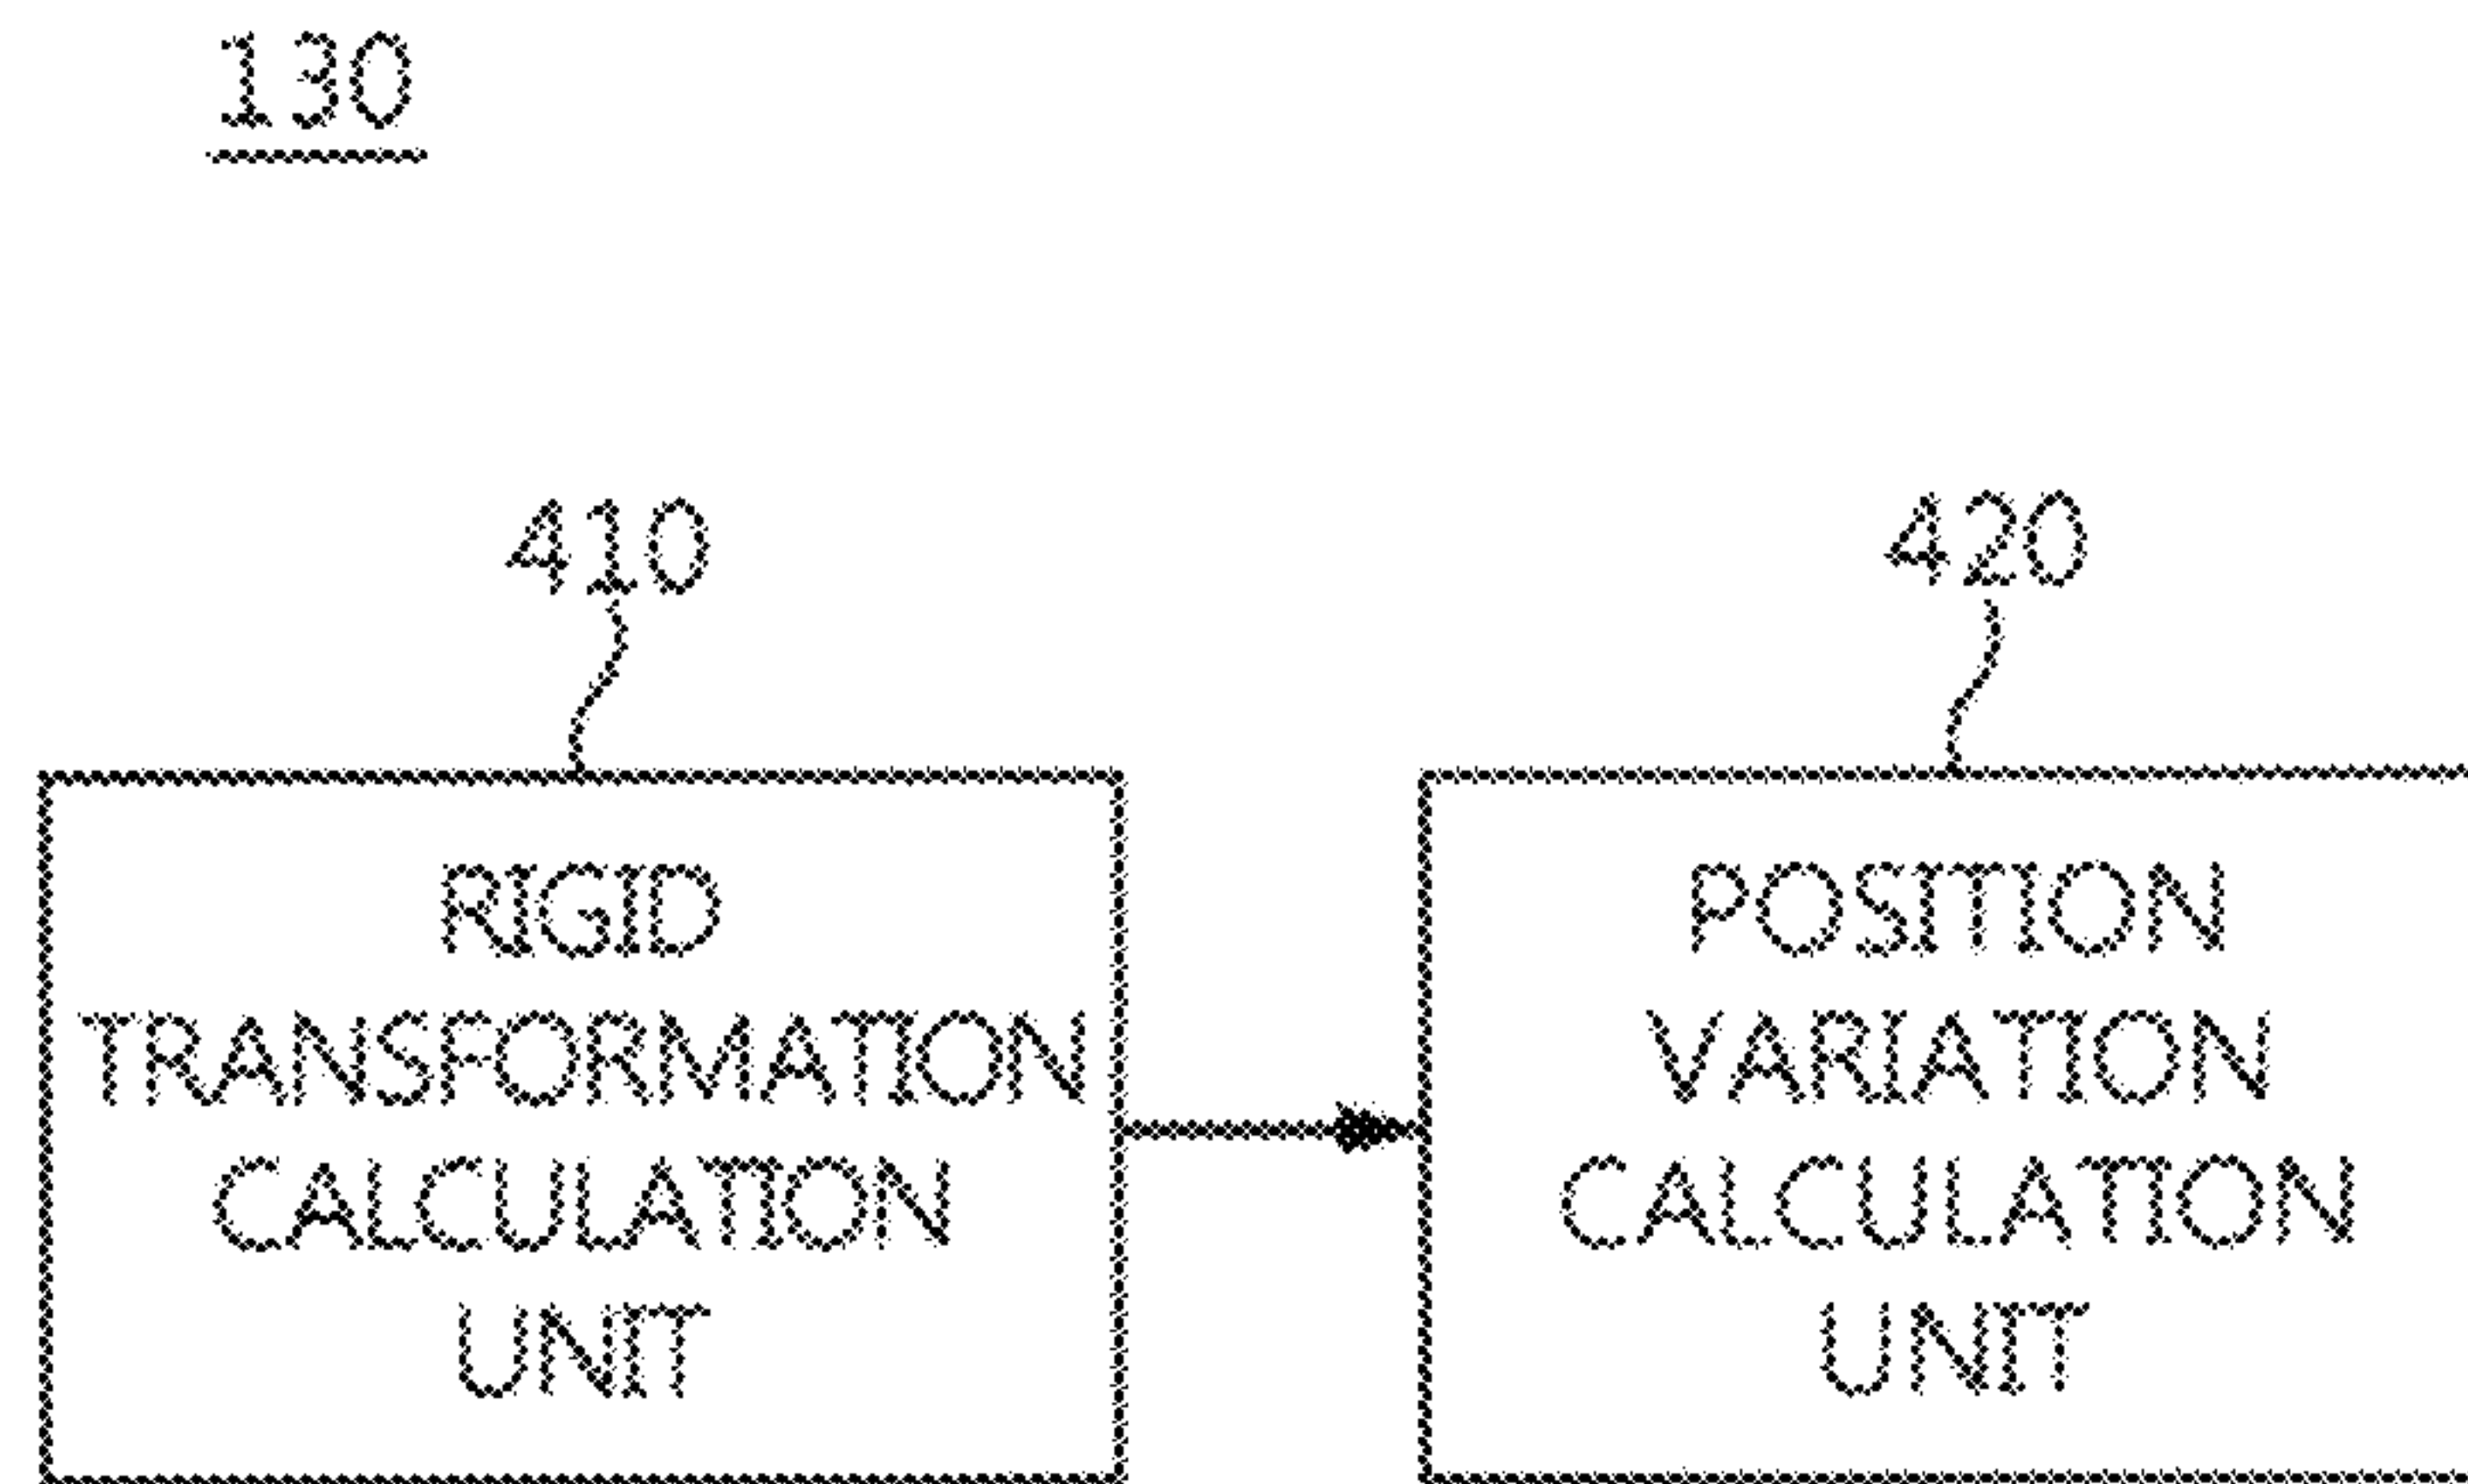 130
410
420
RIGID
TRANSFORMATION
CALCULATION
UNIT
POSITION
VARIATION
CALCULATION
UNIT